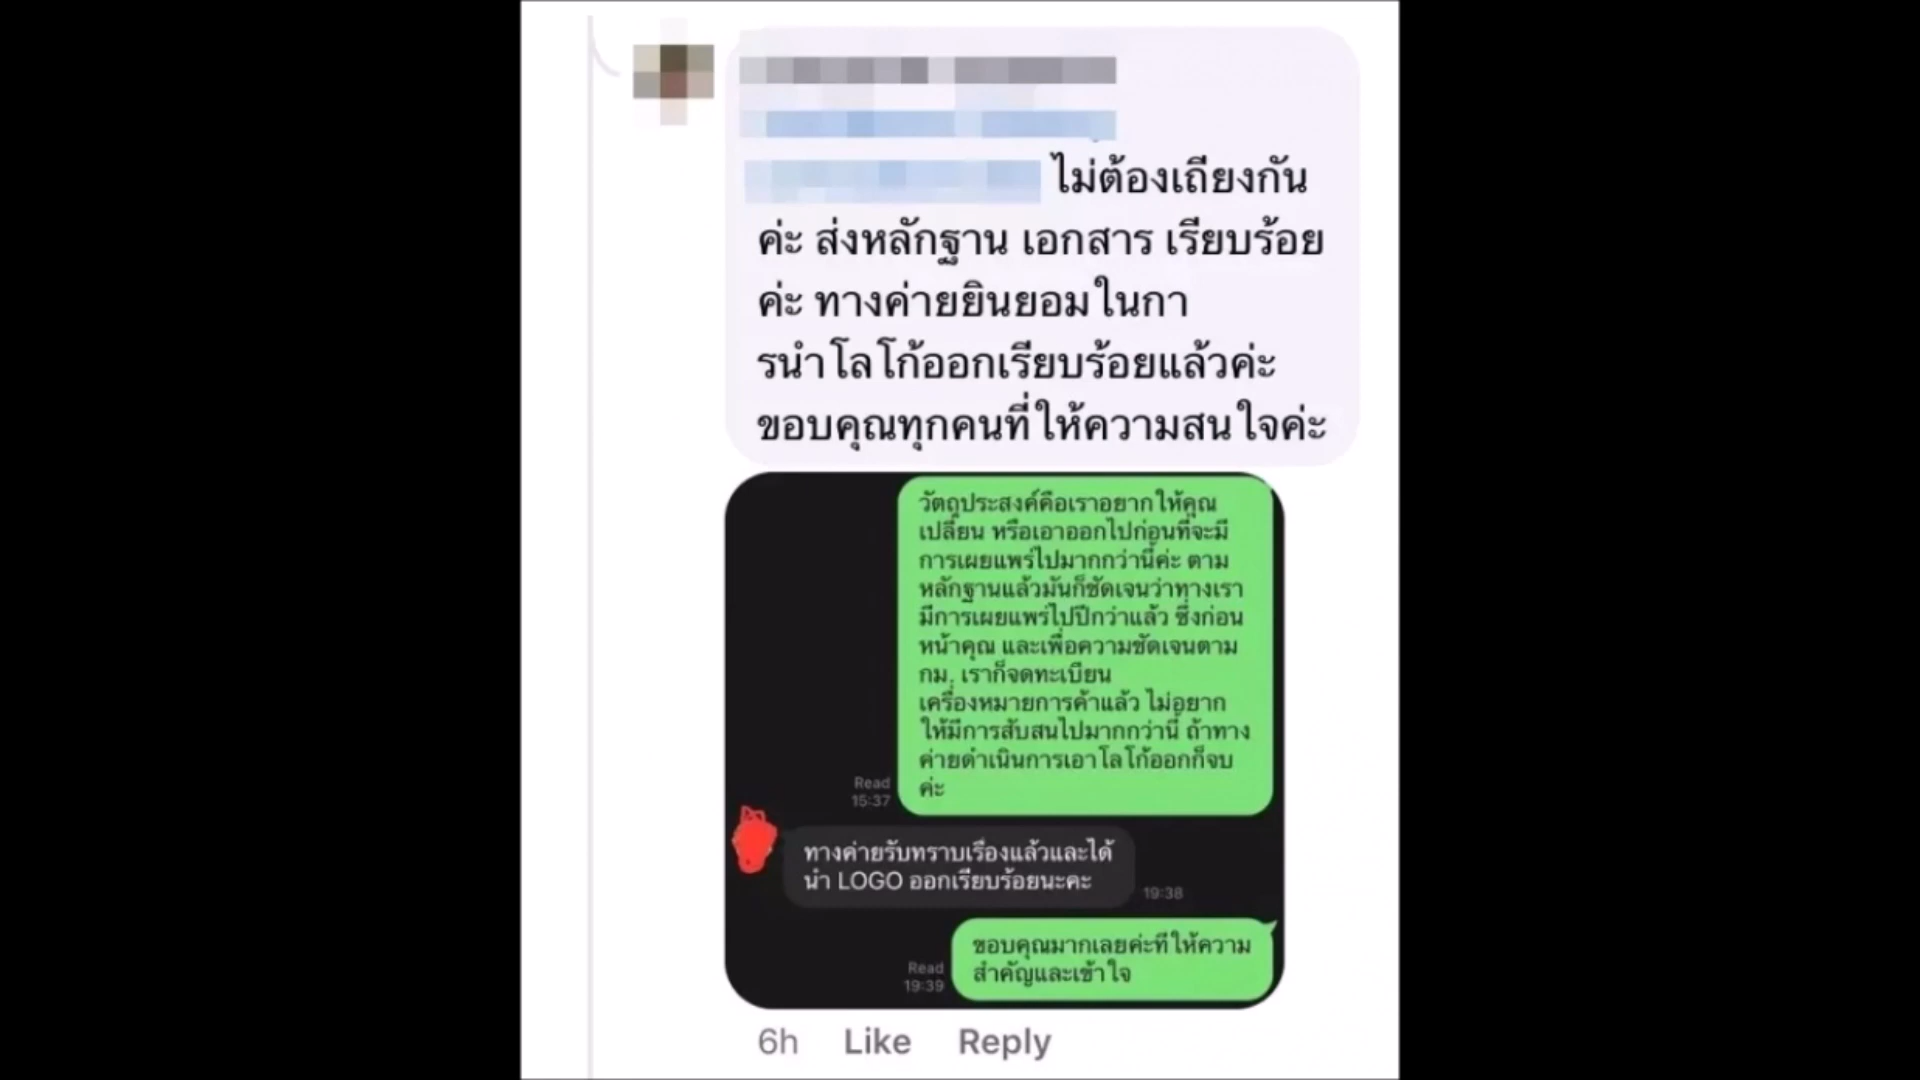 ไม่ต้องเถียงกัน
ค่ะ ส่งหลักฐาน เอกสาร เรียบร้อย
ค่ะ ทางค่ายยินยอมในกา
รนำโลโก้ออกเรียบร้อยแล้วค่ะ
ขอบคุณทุกคนที่ให้ความสนใจค่ะ
วัตถุประสงค์คือเราอยากให้คุณ
เปลี่ยน หรือเอาออกไปก่อนที่จะมี
การเผยแพร่ไปมากกว่านี้ค่ะ ตาม
หลักฐานแล้วมันก็ชัดเจนว่าทางเรา
มีการเผยแพร่ไปปีกว่าแล้ว ซึ่งก่อน
หน้าคุณ และเพื่อความชัดเจนตาม
กม. เราก็จดทะเบียน
เครื่องหมายการค้าแล้ว ไม่อยาก
ให้มีการสับสนไปมากกว่านี้ ถ้าทาง
ค่ายดำเนินการเอาโลโก้ออกก็จบ
ค่ะ
Read
15:37
ทางค่ายรับทราบเรื่องแล้วและได้
นำ LOGO ออกเรียบร้อยนะคะ
19:38
ขอบคุณมากเลยค่ะที่ให้ความ
สำคัญและเข้าใจ
Read
19:39
6h Like Reply